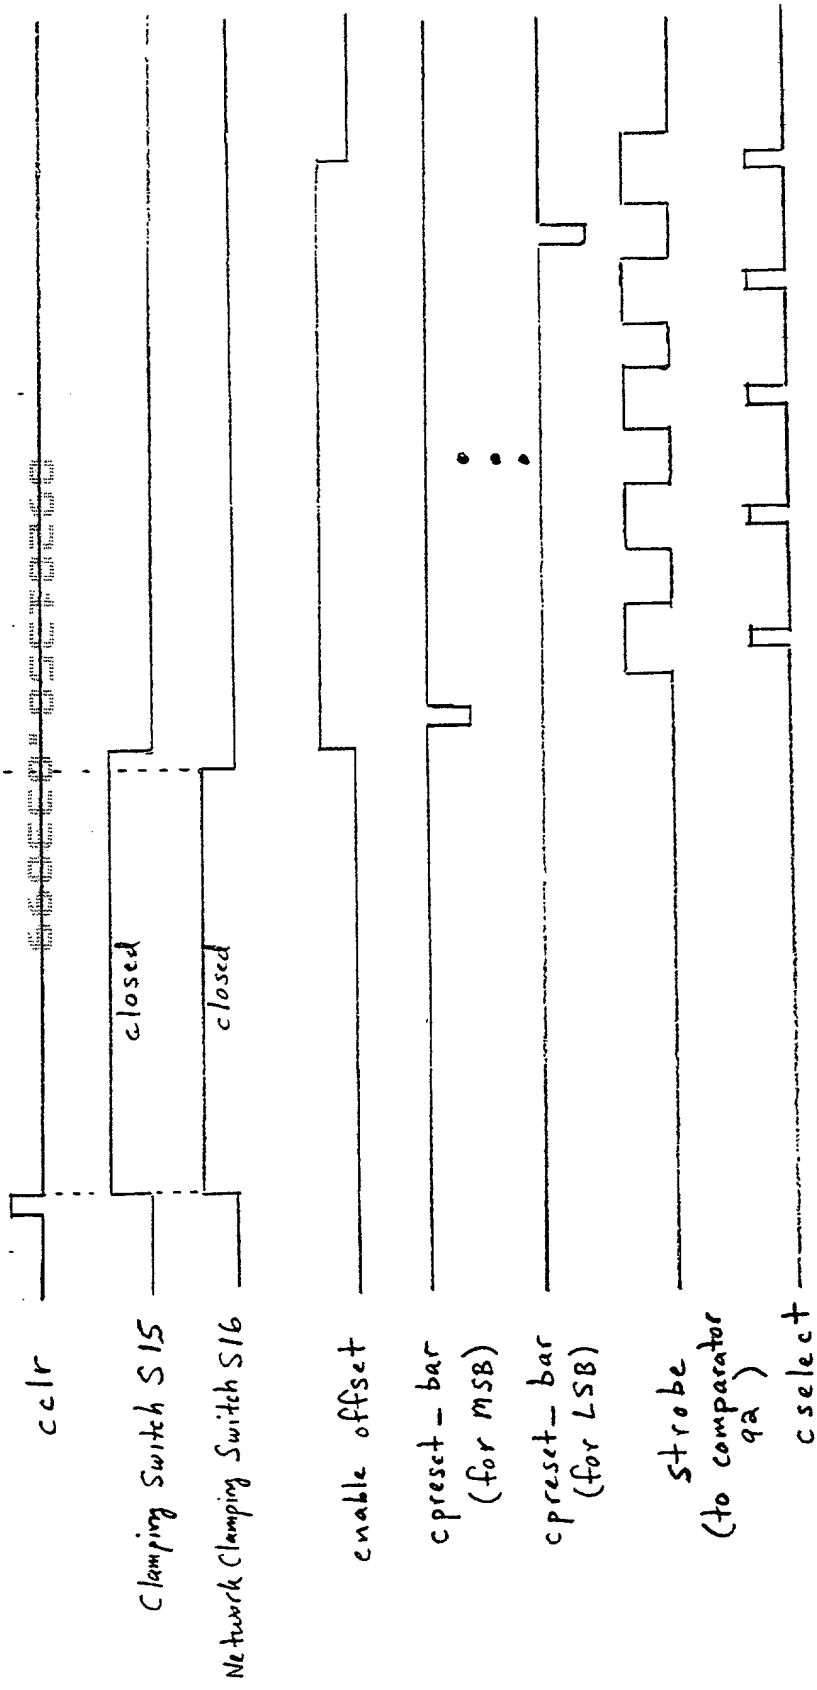 cclr
Clamping Switch S15
closed
Network Clamping Switch S16
closed
enable offset
cpreset_bar
(for MSB)
cpreset_bar
(for LSB)
strobe
(to comparator
92)
cselect